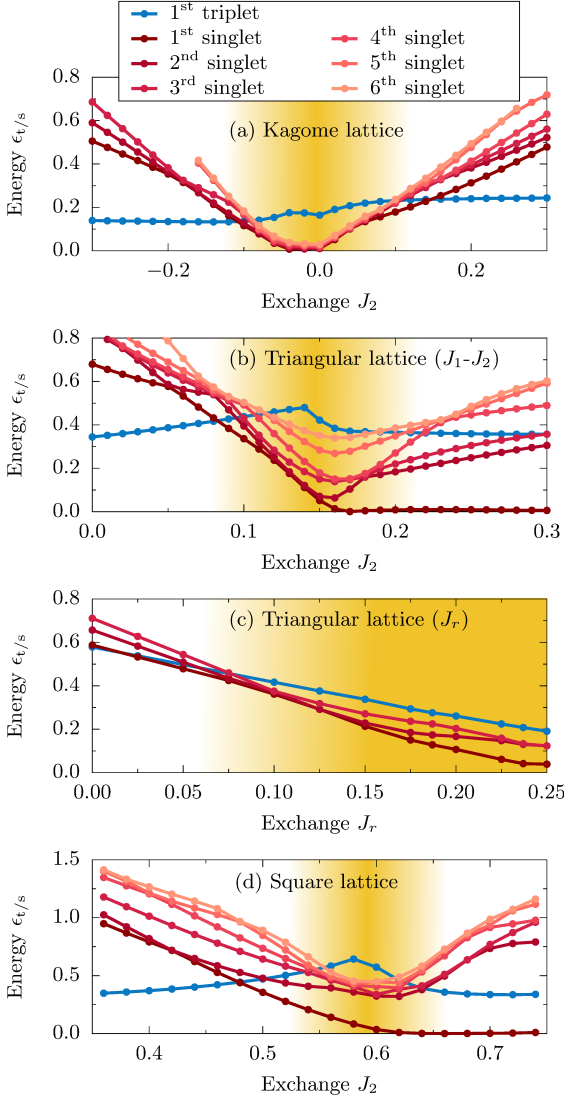 1st triplet
1st singlet 4th singlet
2nd singlet 5th singlet
3rd singlet 6th singlet
0.8
0.6
0.4
0.2
0.0
Energy ϵt/s
(a) Kagome lattice
−0.2 0.0 0.2
Exchange J2
0.8
0.6
0.4
0.2
0.0
Energy ϵt/s
(b) Triangular lattice (J1-J2)
0.0 0.1 0.2 0.3
Exchange J2
0.8
0.6
0.4
0.2
0.0
Energy ϵt/s
(c) Triangular lattice (Jr)
0.00 0.05 0.10 0.15 0.20 0.25
Exchange Jr
1.5
1.0
0.5
0.0
Energy ϵt/s
(d) Square lattice
0.4 0.5 0.6 0.7
Exchange J2